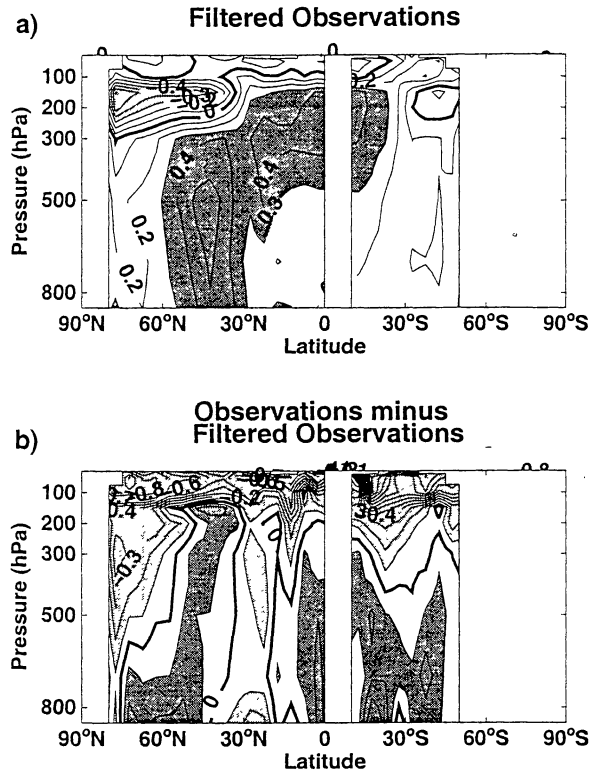 a)
Filtered Observations
0
0
100
200
300
500
800
Pressure (hPa)
0.4
0
0.4
0.4
0.3
0.2
0.2
90°N
60°N
30°N
0
30°S
60°S
90°S
Latitude
b)
Observations minus
Filtered Observations
100
200
300
500
800
Pressure (hPa)
-0.8
-0.6
0.2
0.4
-0.3
0
0
0.4
90°N
60°N
30°N
0
30°S
60°S
90°S
Latitude